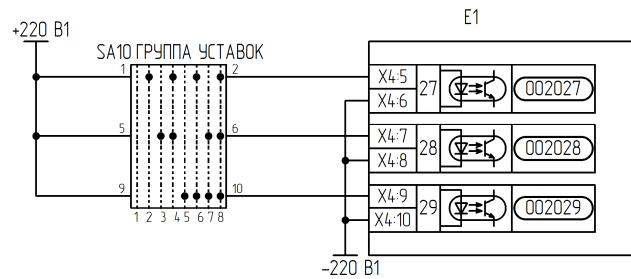 E1
+220 В1
SA10 ГРУППА УСТАВОК
1 2
X4:5 27 002027
X4:6
5 6
X4:7 28 002028
X4:8
9 10
X4:9 29 002029
X4:10
1 2 3 4 5 6 7 8
-220 В1